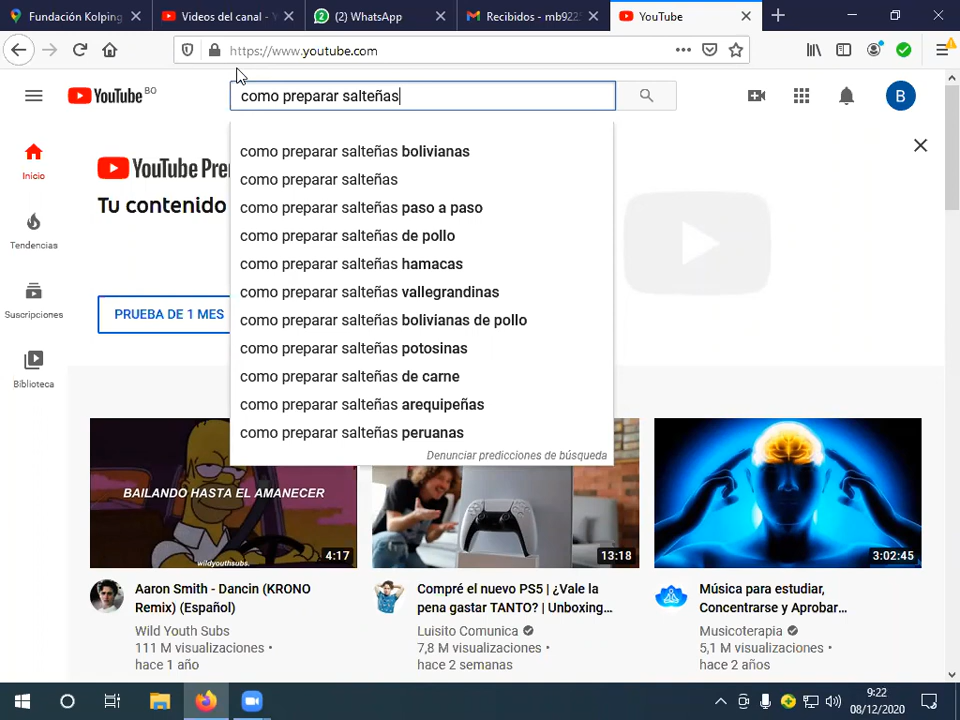 Fundación Kolping
Videos del canal -
(2) WhatsApp
Recibidos - mb922
YouTube
https://www.youtube.com
YouTube BO
como preparar salteñas
B
como preparar salteñas bolivianas
como preparar salteñas
como preparar salteñas paso a paso
como preparar salteñas de pollo
como preparar salteñas hamacas
como preparar salteñas vallegrandinas
como preparar salteñas bolivianas de pollo
como preparar salteñas potosinas
como preparar salteñas de carne
como preparar salteñas arequipeñas
como preparar salteñas peruanas
Denunciar predicciones de búsqueda
Inicio
Tendencias
Suscripciones
Biblioteca
YouTube Pre
Tu contenido
PRUEBA DE 1 MES
BAILANDO HASTA EL AMANECER
wildyouthsubs.
4:17
13:18
3:02:45
Aaron Smith - Dancin (KRONO
Remix) (Español)
Wild Youth Subs
111 M visualizaciones •
hace 1 año
Compré el nuevo PS5 | ¿Vale la
pena gastar TANTO? | Unboxing...
Luisito Comunica
7,8 M visualizaciones •
hace 2 semanas
Música para estudiar,
Concentrarse y Aprobar...
Musicoterapia
5,1 M visualizaciones •
hace 2 años
9:22
08/12/2020